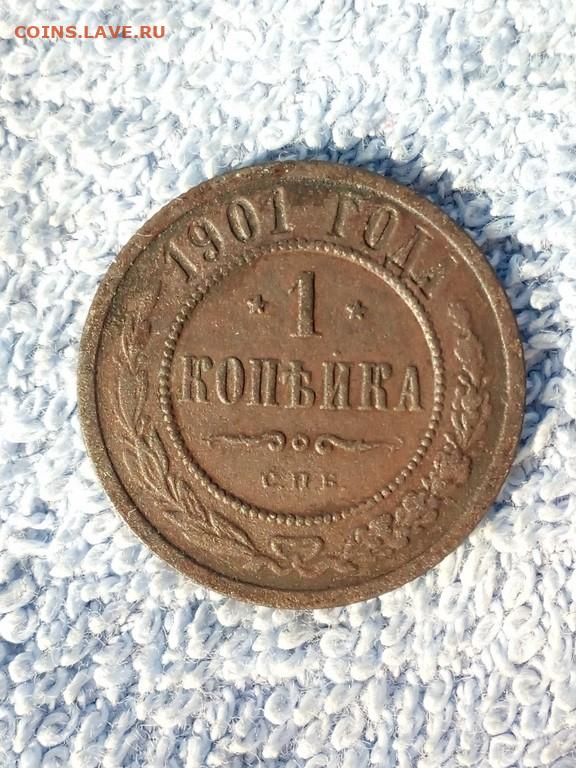 COINS.LAVE.RU
1901 ГОДА
1
КОПѢЙКА
С.П.Б.